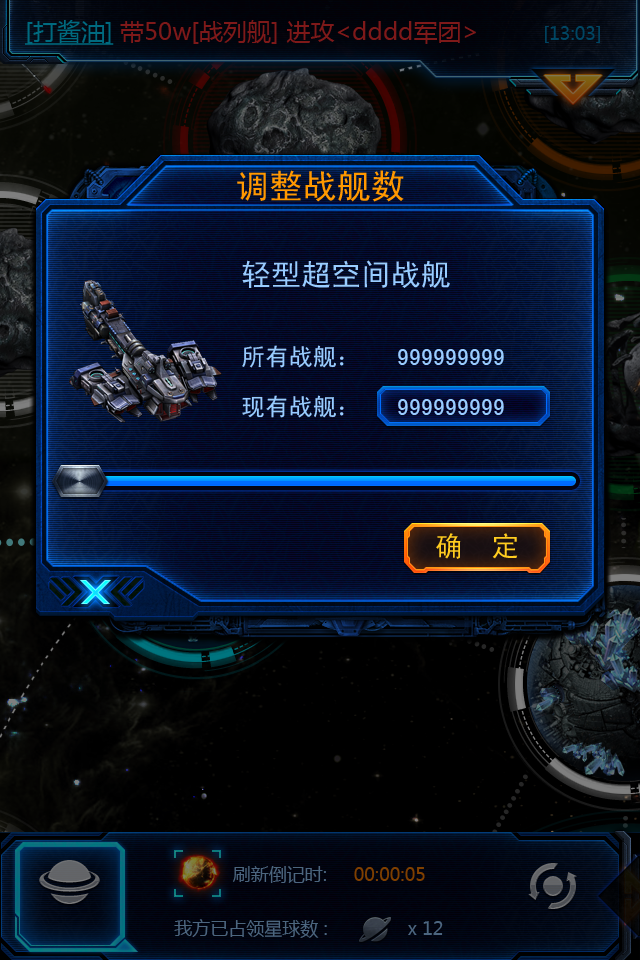 [打酱油] 带50w[战列舰] 进攻<dddd军团> [13:03]
调整战舰数
轻型超空间战舰
所有战舰： 999999999
现有战舰： 999999999
确 定
刷新倒记时: 00:00:05
我方已占领星球数： x 12